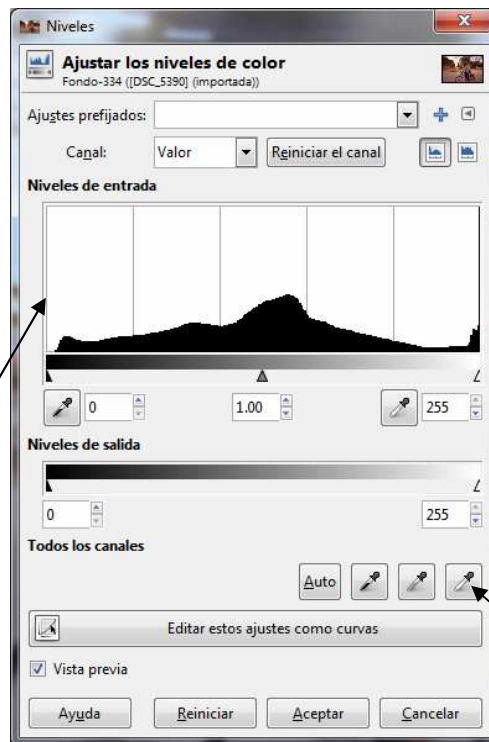 Niveles
Ajustar los niveles de color
Fondo-334 ([DSC_5390] (importada))
Ajustes prefijados:
Canal: Valor Reiniciar el canal
Niveles de entrada
0 1.00 255
Niveles de salida
0 255
Todos los canales
Auto
Editar estos ajustes como curvas
Vista previa
Ayuda Reiniciar Aceptar Cancelar